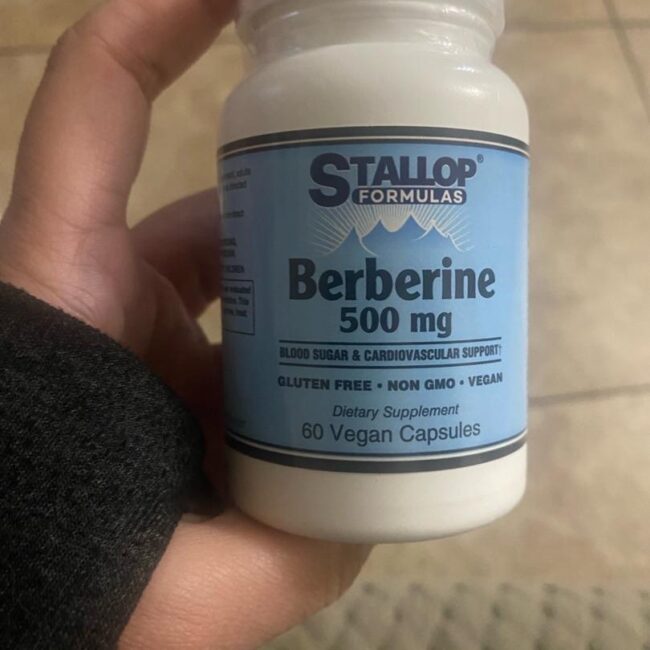 STALLOP®
FORMULAS
Berberine
500 mg
BLOOD SUGAR & CARDIOVASCULAR SUPPORT†
GLUTEN FREE • NON GMO • VEGAN
Dietary Supplement
60 Vegan Capsules